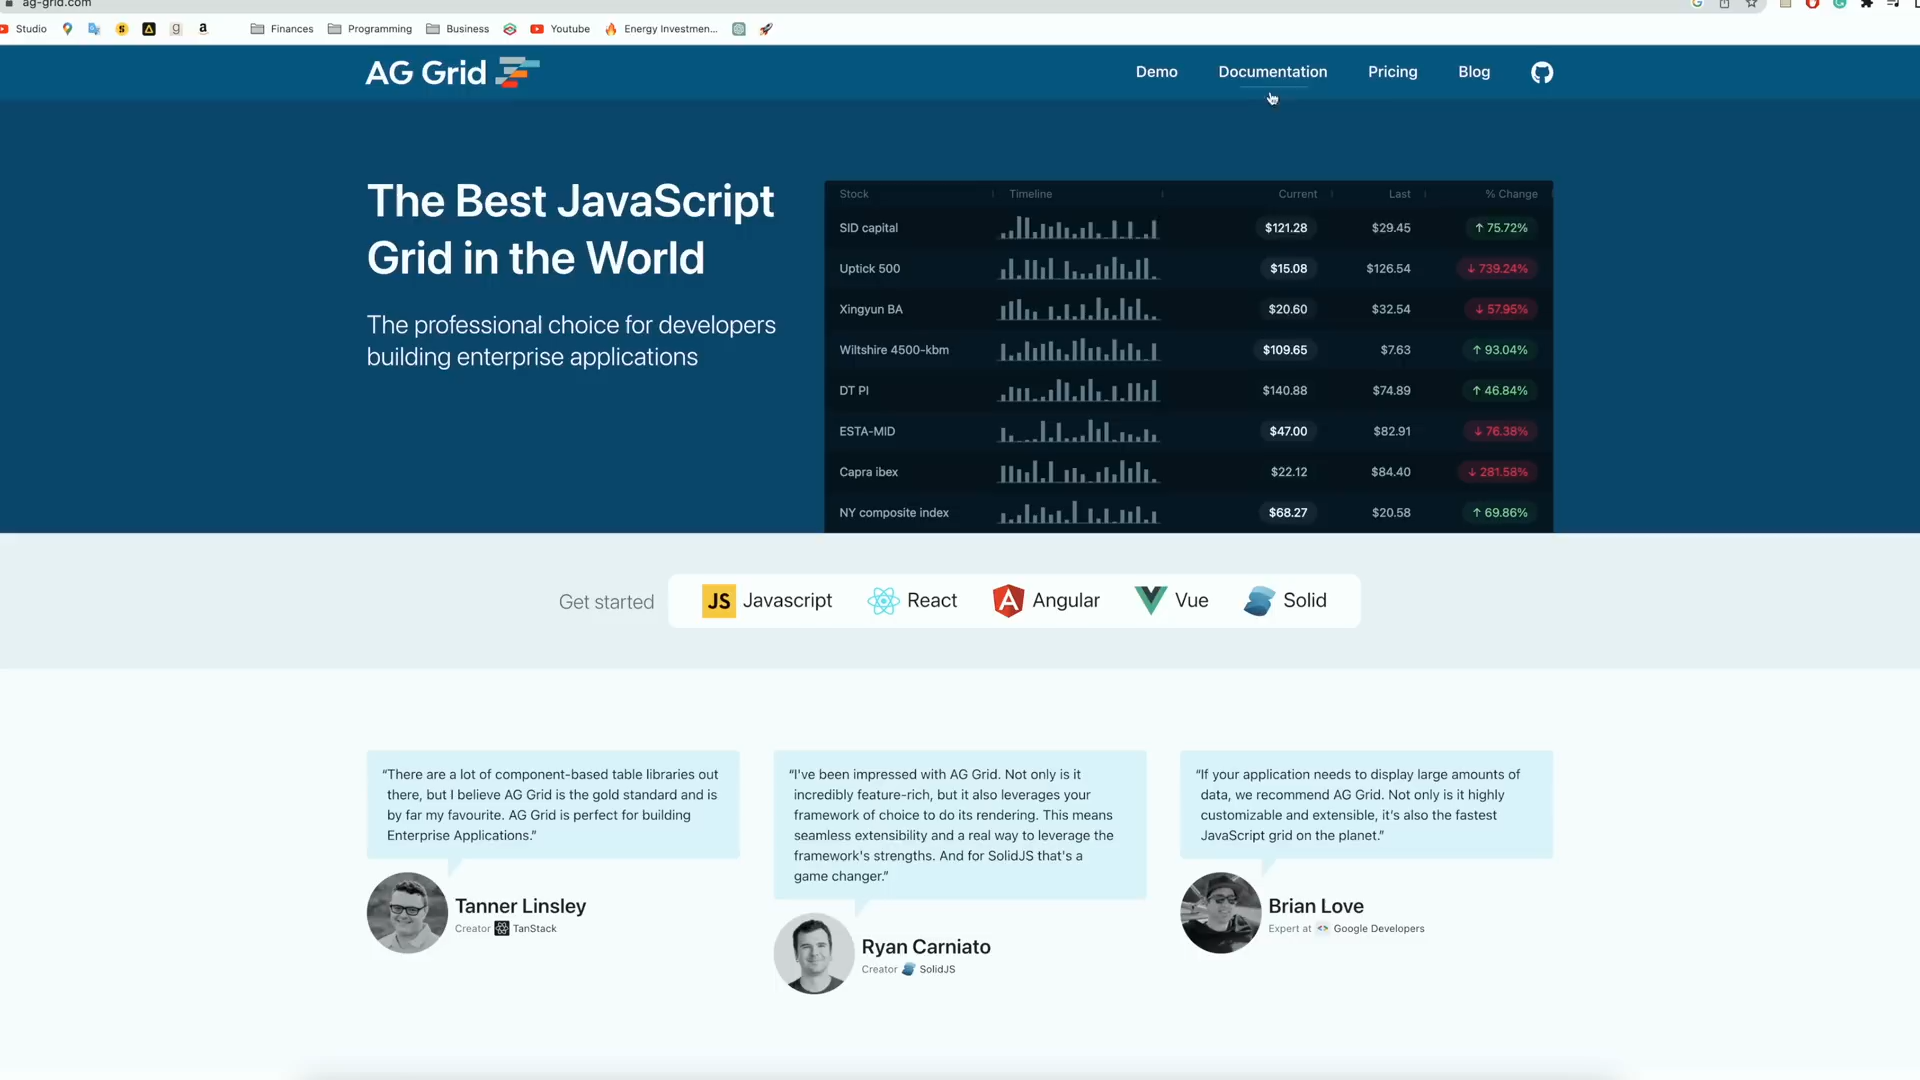 ag-grid.com
Studio Finances Programming Business Youtube Energy Investmen...
AG Grid Demo Documentation Pricing Blog
The Best JavaScript
Grid in the World
The professional choice for developers
building enterprise applications
Stock Timeline Current Last % Change
SID capital $121.28 $29.45 ↑ 75.72%
Uptick 500 $15.08 $126.54 ↓ 739.24%
Xingyun BA $20.60 $32.54 ↓ 57.95%
Wiltshire 4500-kbm $109.65 $7.63 ↑ 93.04%
DT PI $140.88 $74.89 ↑ 46.84%
ESTA-MID $47.00 $82.91 ↓ 76.38%
Capra ibex $22.12 $84.40 ↓ 281.58%
NY composite index $68.27 $20.58 ↑ 69.86%
Get started JS Javascript React Angular Vue Solid
“There are a lot of component-based table libraries out
there, but I believe AG Grid is the gold standard and is
by far my favourite. AG Grid is perfect for building
Enterprise Applications.”
Tanner Linsley
Creator TanStack
“I've been impressed with AG Grid. Not only is it
incredibly feature-rich, but it also leverages your
framework of choice to do its rendering. This means
seamless extensibility and a real way to leverage the
framework's strengths. And for SolidJS that's a
game changer.”
Ryan Carniato
Creator SolidJS
“If your application needs to display large amounts of
data, we recommend AG Grid. Not only is it highly
customizable and extensible, it's also the fastest
JavaScript grid on the planet.”
Brian Love
Expert at Google Developers